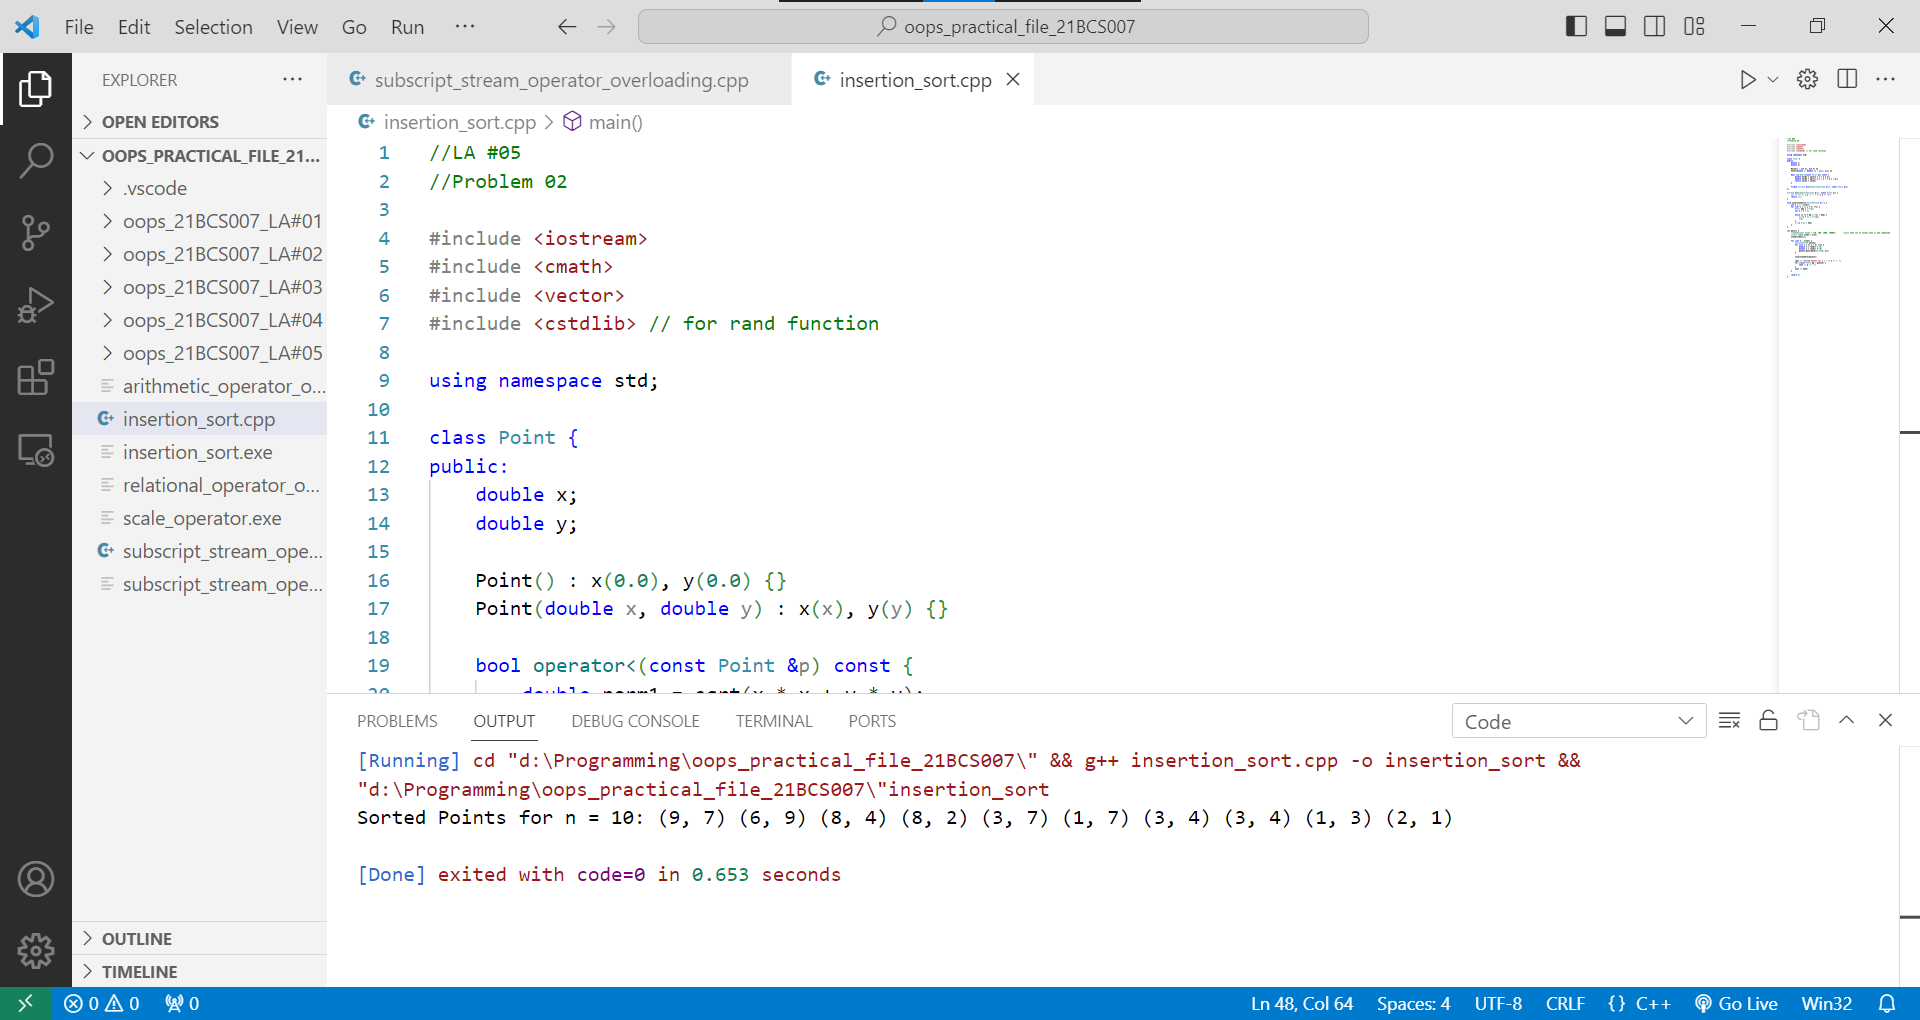 File Edit Selection View Go Run ···
oops_practical_file_21BCS007
EXPLORER ···
OPEN EDITORS
OOPS_PRACTICAL_FILE_21...
.vscode
oops_21BCS007_LA#01
oops_21BCS007_LA#02
oops_21BCS007_LA#03
oops_21BCS007_LA#04
oops_21BCS007_LA#05
arithmetic_operator_o...
insertion_sort.cpp
insertion_sort.exe
relational_operator_o...
scale_operator.exe
subscript_stream_ope...
subscript_stream_ope...
OUTLINE
TIMELINE
subscript_stream_operator_overloading.cpp
insertion_sort.cpp
insertion_sort.cpp > main()
1 //LA #05
2 //Problem 02
3
4 #include <iostream>
5 #include <cmath>
6 #include <vector>
7 #include <cstdlib> // for rand function
8
9 using namespace std;
10
11 class Point {
12 public:
13 double x;
14 double y;
15
16 Point() : x(0.0), y(0.0) {}
17 Point(double x, double y) : x(x), y(y) {}
18
19 bool operator<(const Point &p) const {
20 double norm1 = sqrt(x * x + y * y);
PROBLEMS OUTPUT DEBUG CONSOLE TERMINAL PORTS
Code
[Running] cd "d:\Programming\oops_practical_file_21BCS007\" && g++ insertion_sort.cpp -o insertion_sort &&
"d:\Programming\oops_practical_file_21BCS007\"insertion_sort
Sorted Points for n = 10: (9, 7) (6, 9) (8, 4) (8, 2) (3, 7) (1, 7) (3, 4) (3, 4) (1, 3) (2, 1)
[Done] exited with code=0 in 0.653 seconds
0 0 0
Ln 48, Col 64 Spaces: 4 UTF-8 CRLF {} C++ Go Live Win32